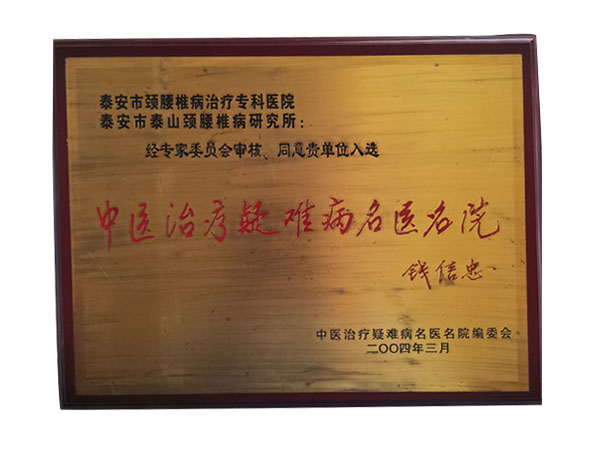 泰安市颈腰椎病治疗专科医院
泰安市泰山颈腰椎病研究所：
经专家委员会审核、同意贵单位入选
中医治疗疑难病名医名院
钱信忠
中医治疗疑难病名医名院编委会
二〇〇四年三月